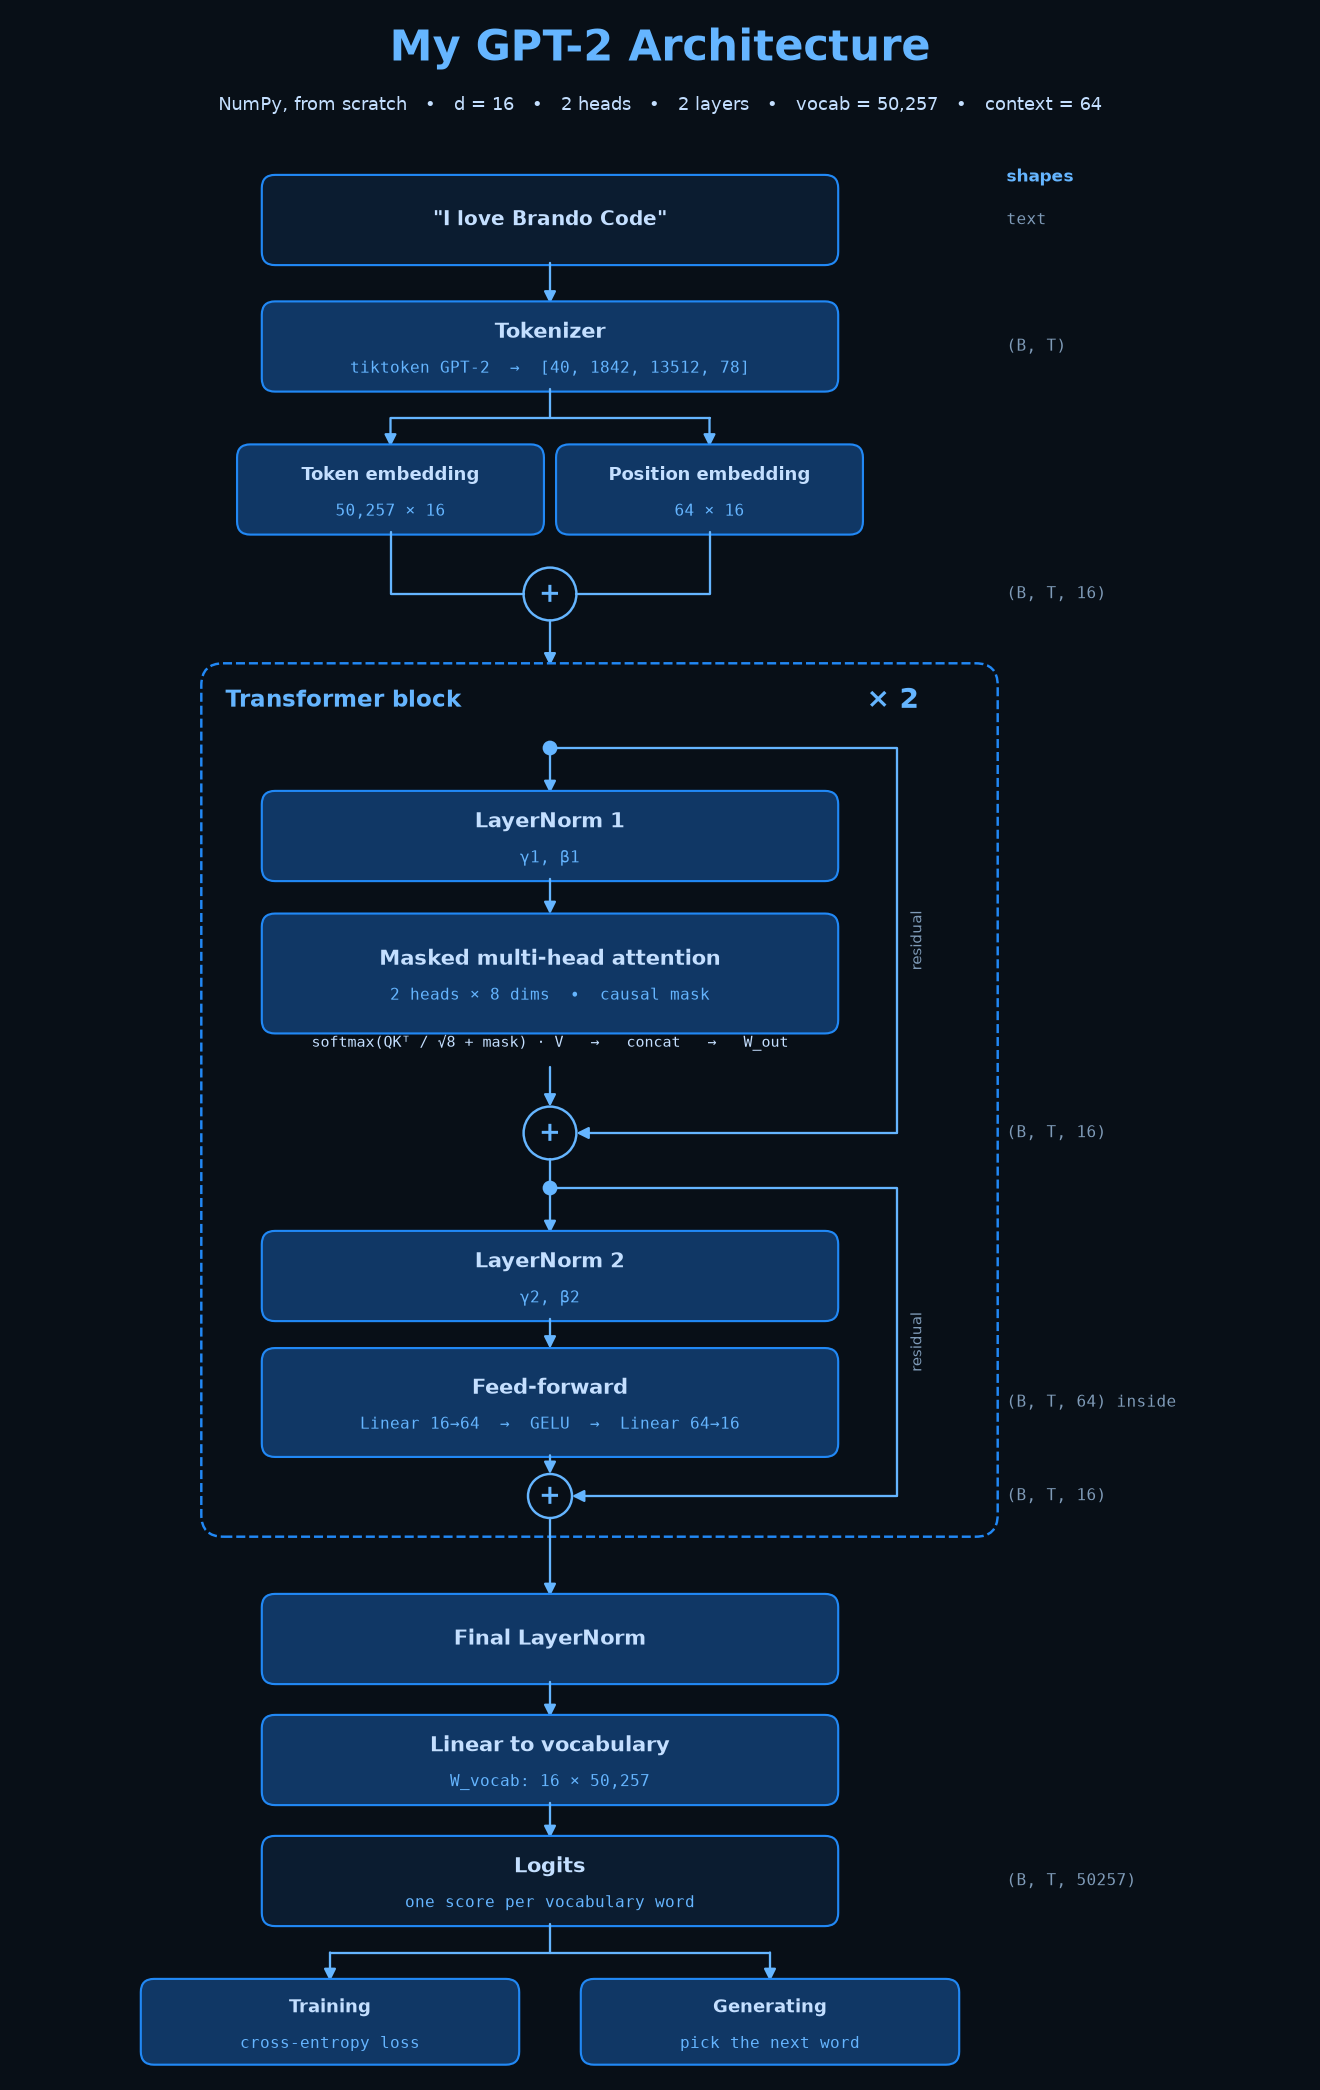 My GPT-2 Architecture
NumPy, from scratch • d = 16 • 2 heads • 2 layers • vocab = 50,257 • context = 64
shapes
"I love Brando Code"
text
Tokenizer
tiktoken GPT-2 → [40, 1842, 13512, 78]
(B, T)
Token embedding
50,257 × 16
Position embedding
64 × 16
+
(B, T, 16)
Transformer block
× 2
LayerNorm 1
γ1, β1
residual
Masked multi-head attention
2 heads × 8 dims • causal mask
softmax(QKᵀ / √8 + mask) · V → concat → W_out
+
(B, T, 16)
LayerNorm 2
γ2, β2
residual
Feed-forward
Linear 16→64 → GELU → Linear 64→16
(B, T, 64) inside
+
(B, T, 16)
Final LayerNorm
Linear to vocabulary
W_vocab: 16 × 50,257
Logits
one score per vocabulary word
(B, T, 50257)
Training
cross-entropy loss
Generating
pick the next word